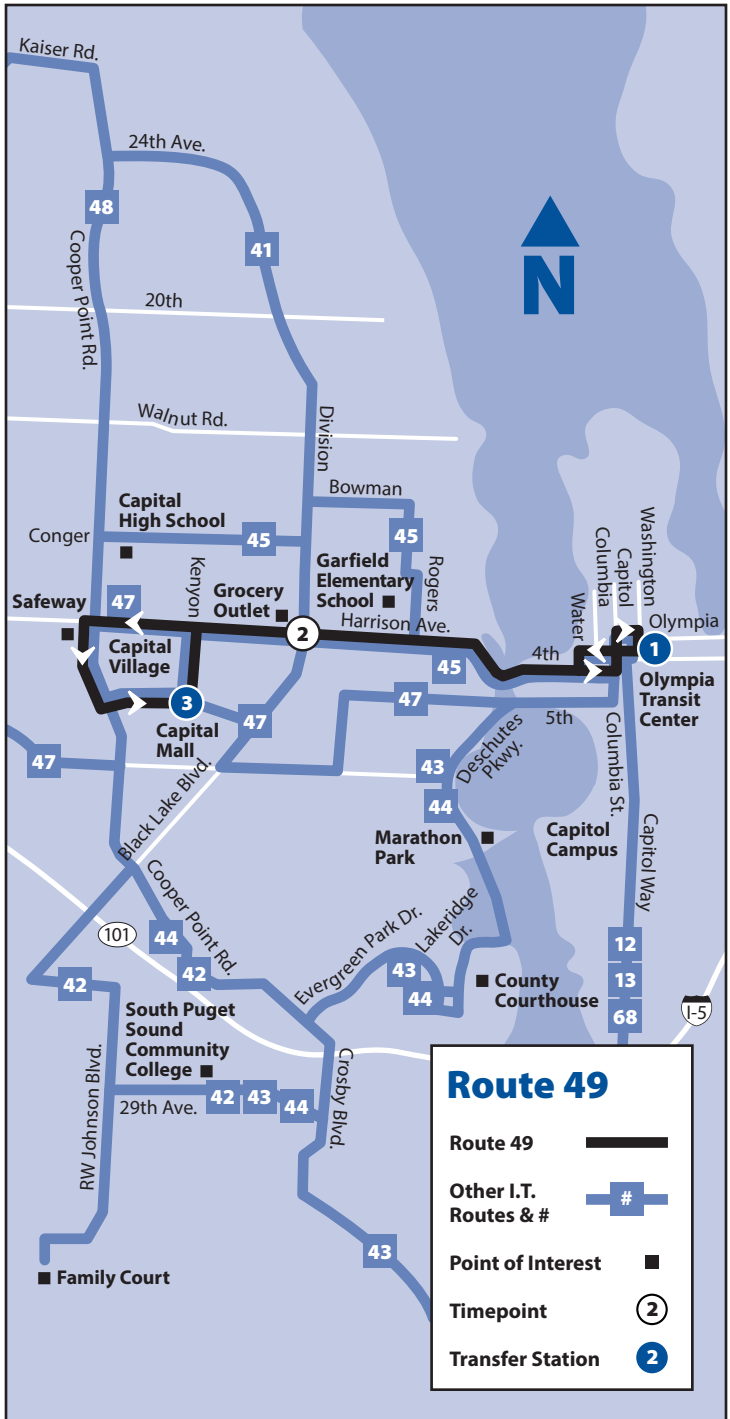 Kaiser Rd.
24th Ave.
48
41
Cooper Point Rd.
N
20th
Walnut Rd.
Division
Bowman
Capital
High School
Conger
45
45
Kenyon
Garfield
Elementary
School
Rogers
Washington
Capitol
Columbia
Water
Safeway
47
Grocery
Outlet
2
Harrison Ave.
Olympia
Capital
Village
45
4th
1
Olympia
Transit
Center
3
Capital
Mall
47
47
5th
47
43
Deschutes
Pkwy.
Columbia St.
44
Black Lake Blvd.
Marathon
Park
Capitol
Campus
Capitol Way
Cooper Point Rd.
101
44
42
Evergreen Park Dr.
Lakeridge
Dr.
43
44
County
Courthouse
12
13
68
I-5
42
South Puget
Sound
Community
College
Crosby Blvd.
29th Ave.
42
43
44
RW Johnson Blvd.
43
Family Court
Route 49
Route 49
Other I.T.
Routes & #
#
Point of Interest
Timepoint
2
Transfer Station
2